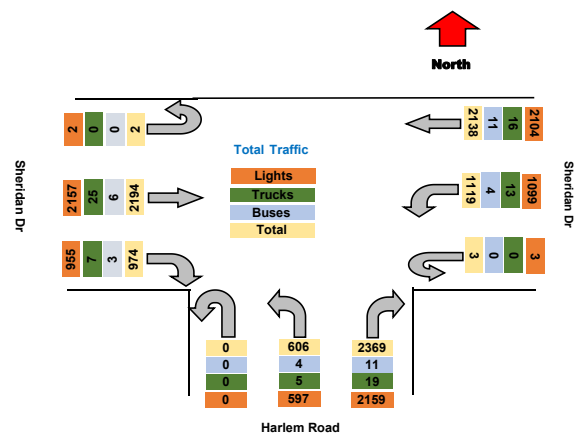 North
2
0
0
2
2138
11
16
2104
Total Traffic
Lights
Trucks
Buses
Total
Sheridan Dr
2157
25
6
2194
1119
4
13
1099
Sheridan Dr
955
7
3
974
3
0
0
3
0 606 2369
0 4 11
0 5 19
0 597 2159
Harlem Road